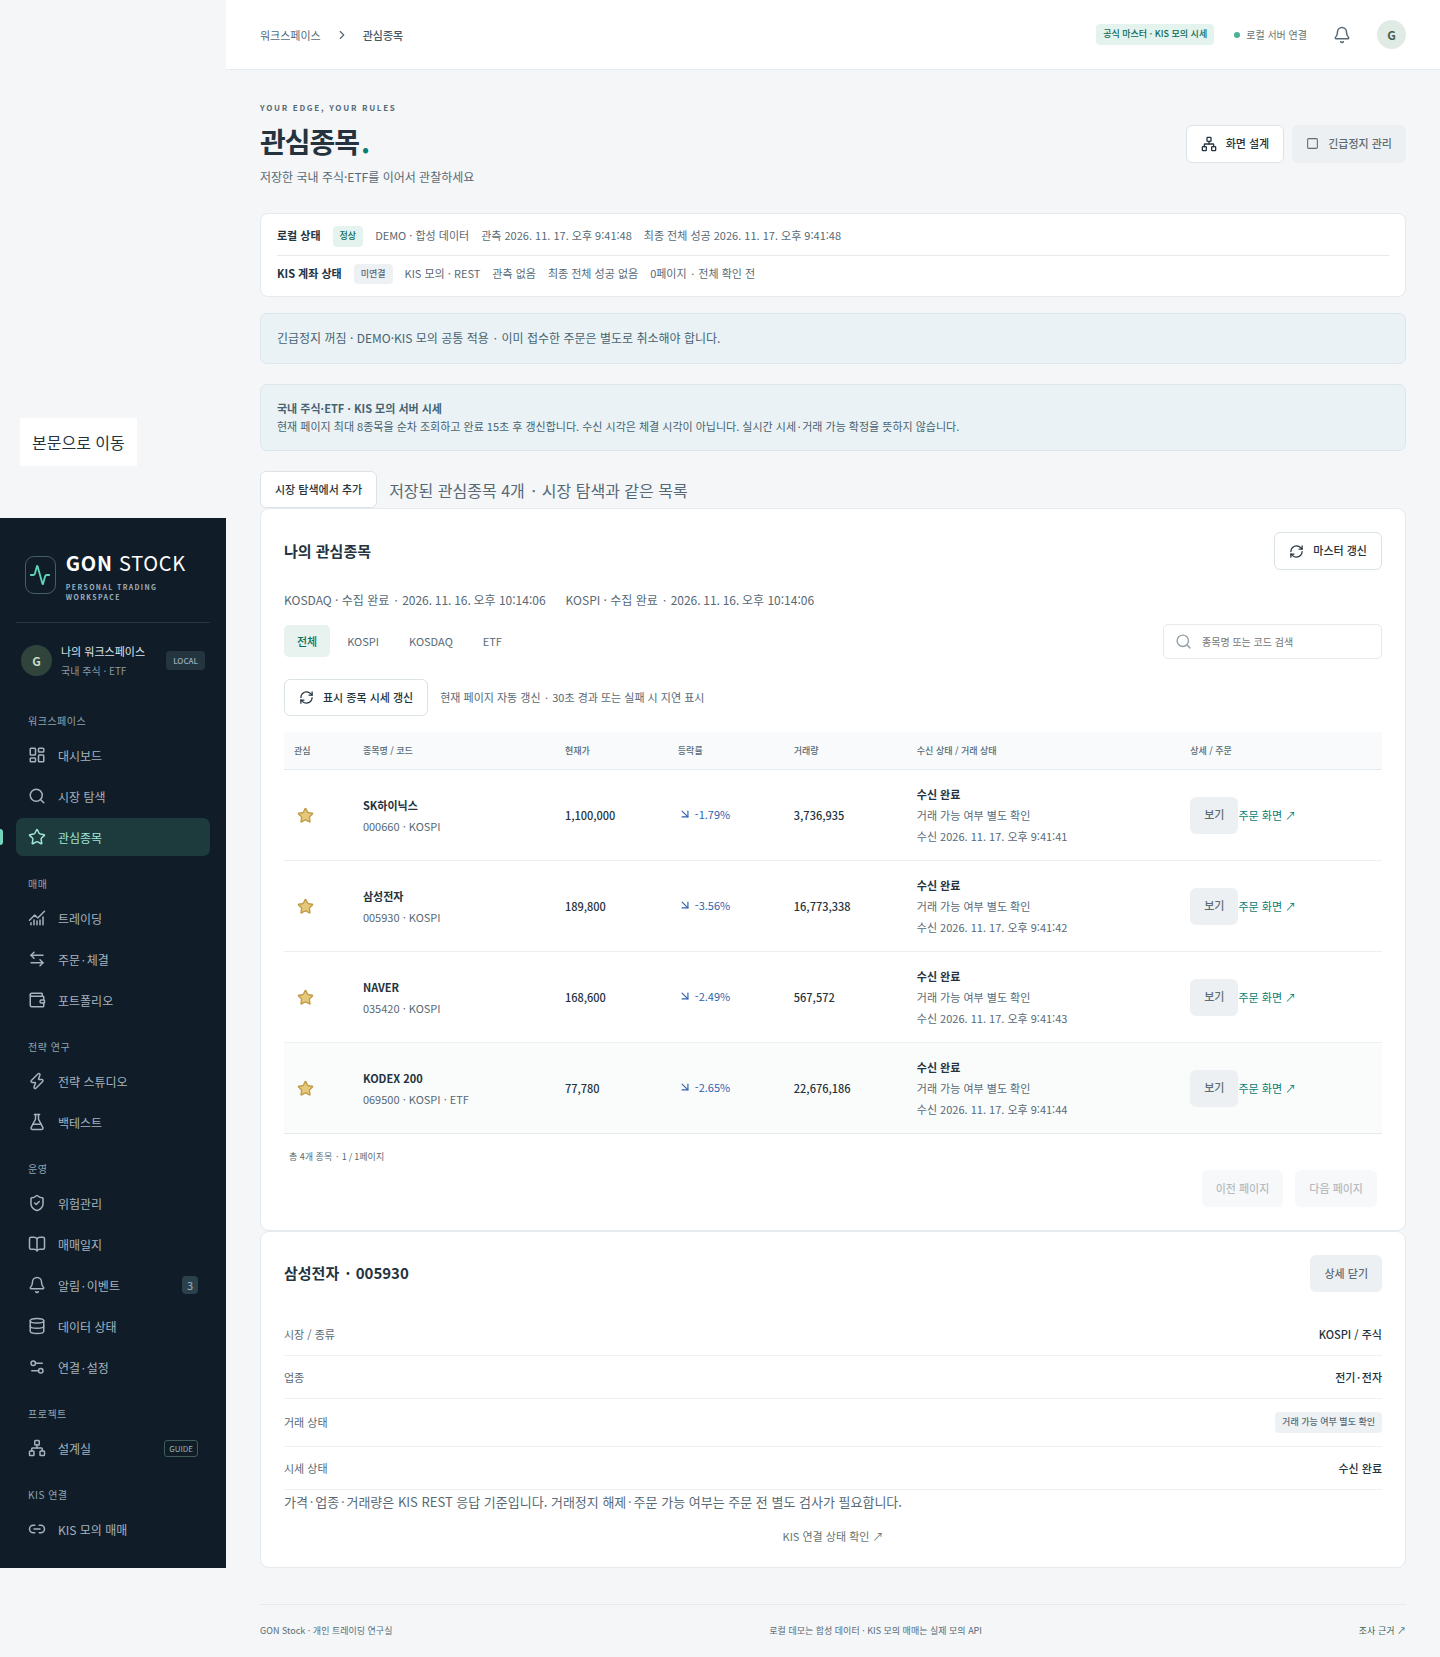 본문으로 이동
GON STOCK
PERSONAL TRADING
WORKSPACE
G
나의 워크스페이스
국내 주식 · ETF
LOCAL
워크스페이스
대시보드
시장 탐색
관심종목
매매
트레이딩
주문·체결
포트폴리오
전략 연구
전략 스튜디오
백테스트
운영
위험관리
매매일지
알림·이벤트
3
데이터 상태
연결·설정
프로젝트
설계실
GUIDE
KIS 연결
KIS 모의 매매
워크스페이스 > 관심종목
공식 마스터 · KIS 모의 시세
로컬 서버 연결
G
YOUR EDGE, YOUR RULES
관심종목.
저장한 국내 주식·ETF를 이어서 관찰하세요
화면 설계
긴급정지 관리
로컬 상태 정상 DEMO · 합성 데이터 관측 2026. 11. 17. 오후 9:41:48 최종 전체 성공 2026. 11. 17. 오후 9:41:48
KIS 계좌 상태 미연결 KIS 모의 · REST 관측 없음 최종 전체 성공 없음 0페이지 · 전체 확인 전
긴급정지 꺼짐 · DEMO·KIS 모의 공통 적용 · 이미 접수한 주문은 별도로 취소해야 합니다.
국내 주식·ETF · KIS 모의 서버 시세
현재 페이지 최대 8종목을 순차 조회하고 완료 15초 후 갱신합니다. 수신 시각은 체결 시각이 아닙니다. 실시간 시세·거래 가능 확정을 뜻하지 않습니다.
시장 탐색에서 추가
저장된 관심종목 4개 · 시장 탐색과 같은 목록
나의 관심종목
마스터 갱신
KOSDAQ · 수집 완료 · 2026. 11. 16. 오후 10:14:06 KOSPI · 수집 완료 · 2026. 11. 16. 오후 10:14:06
전체 KOSPI KOSDAQ ETF
종목명 또는 코드 검색
표시 종목 시세 갱신
현재 페이지 자동 갱신 · 30초 경과 또는 실패 시 지연 표시
관심 종목명 / 코드 현재가 등락률 거래량 수신 상태 / 거래 상태 상세 / 주문
SK하이닉스
000660 · KOSPI
1,100,000
-1.79%
3,736,935
수신 완료
거래 가능 여부 별도 확인
수신 2026. 11. 17. 오후 9:41:41
보기
주문 화면 ↗
삼성전자
005930 · KOSPI
189,800
-3.56%
16,773,338
수신 완료
거래 가능 여부 별도 확인
수신 2026. 11. 17. 오후 9:41:42
보기
주문 화면 ↗
NAVER
035420 · KOSPI
168,600
-2.49%
567,572
수신 완료
거래 가능 여부 별도 확인
수신 2026. 11. 17. 오후 9:41:43
보기
주문 화면 ↗
KODEX 200
069500 · KOSPI · ETF
77,780
-2.65%
22,676,186
수신 완료
거래 가능 여부 별도 확인
수신 2026. 11. 17. 오후 9:41:44
보기
주문 화면 ↗
총 4개 종목 · 1 / 1페이지
이전 페이지
다음 페이지
삼성전자 · 005930
상세 닫기
시장 / 종류 KOSPI / 주식
업종 전기·전자
거래 상태 거래 가능 여부 별도 확인
시세 상태 수신 완료
가격·업종·거래량은 KIS REST 응답 기준입니다. 거래정지 해제·주문 가능 여부는 주문 전 별도 검사가 필요합니다.
KIS 연결 상태 확인 ↗
GON Stock · 개인 트레이딩 연구실
로컬 데모는 합성 데이터 · KIS 모의 매매는 실제 모의 API
조사 근거 ↗